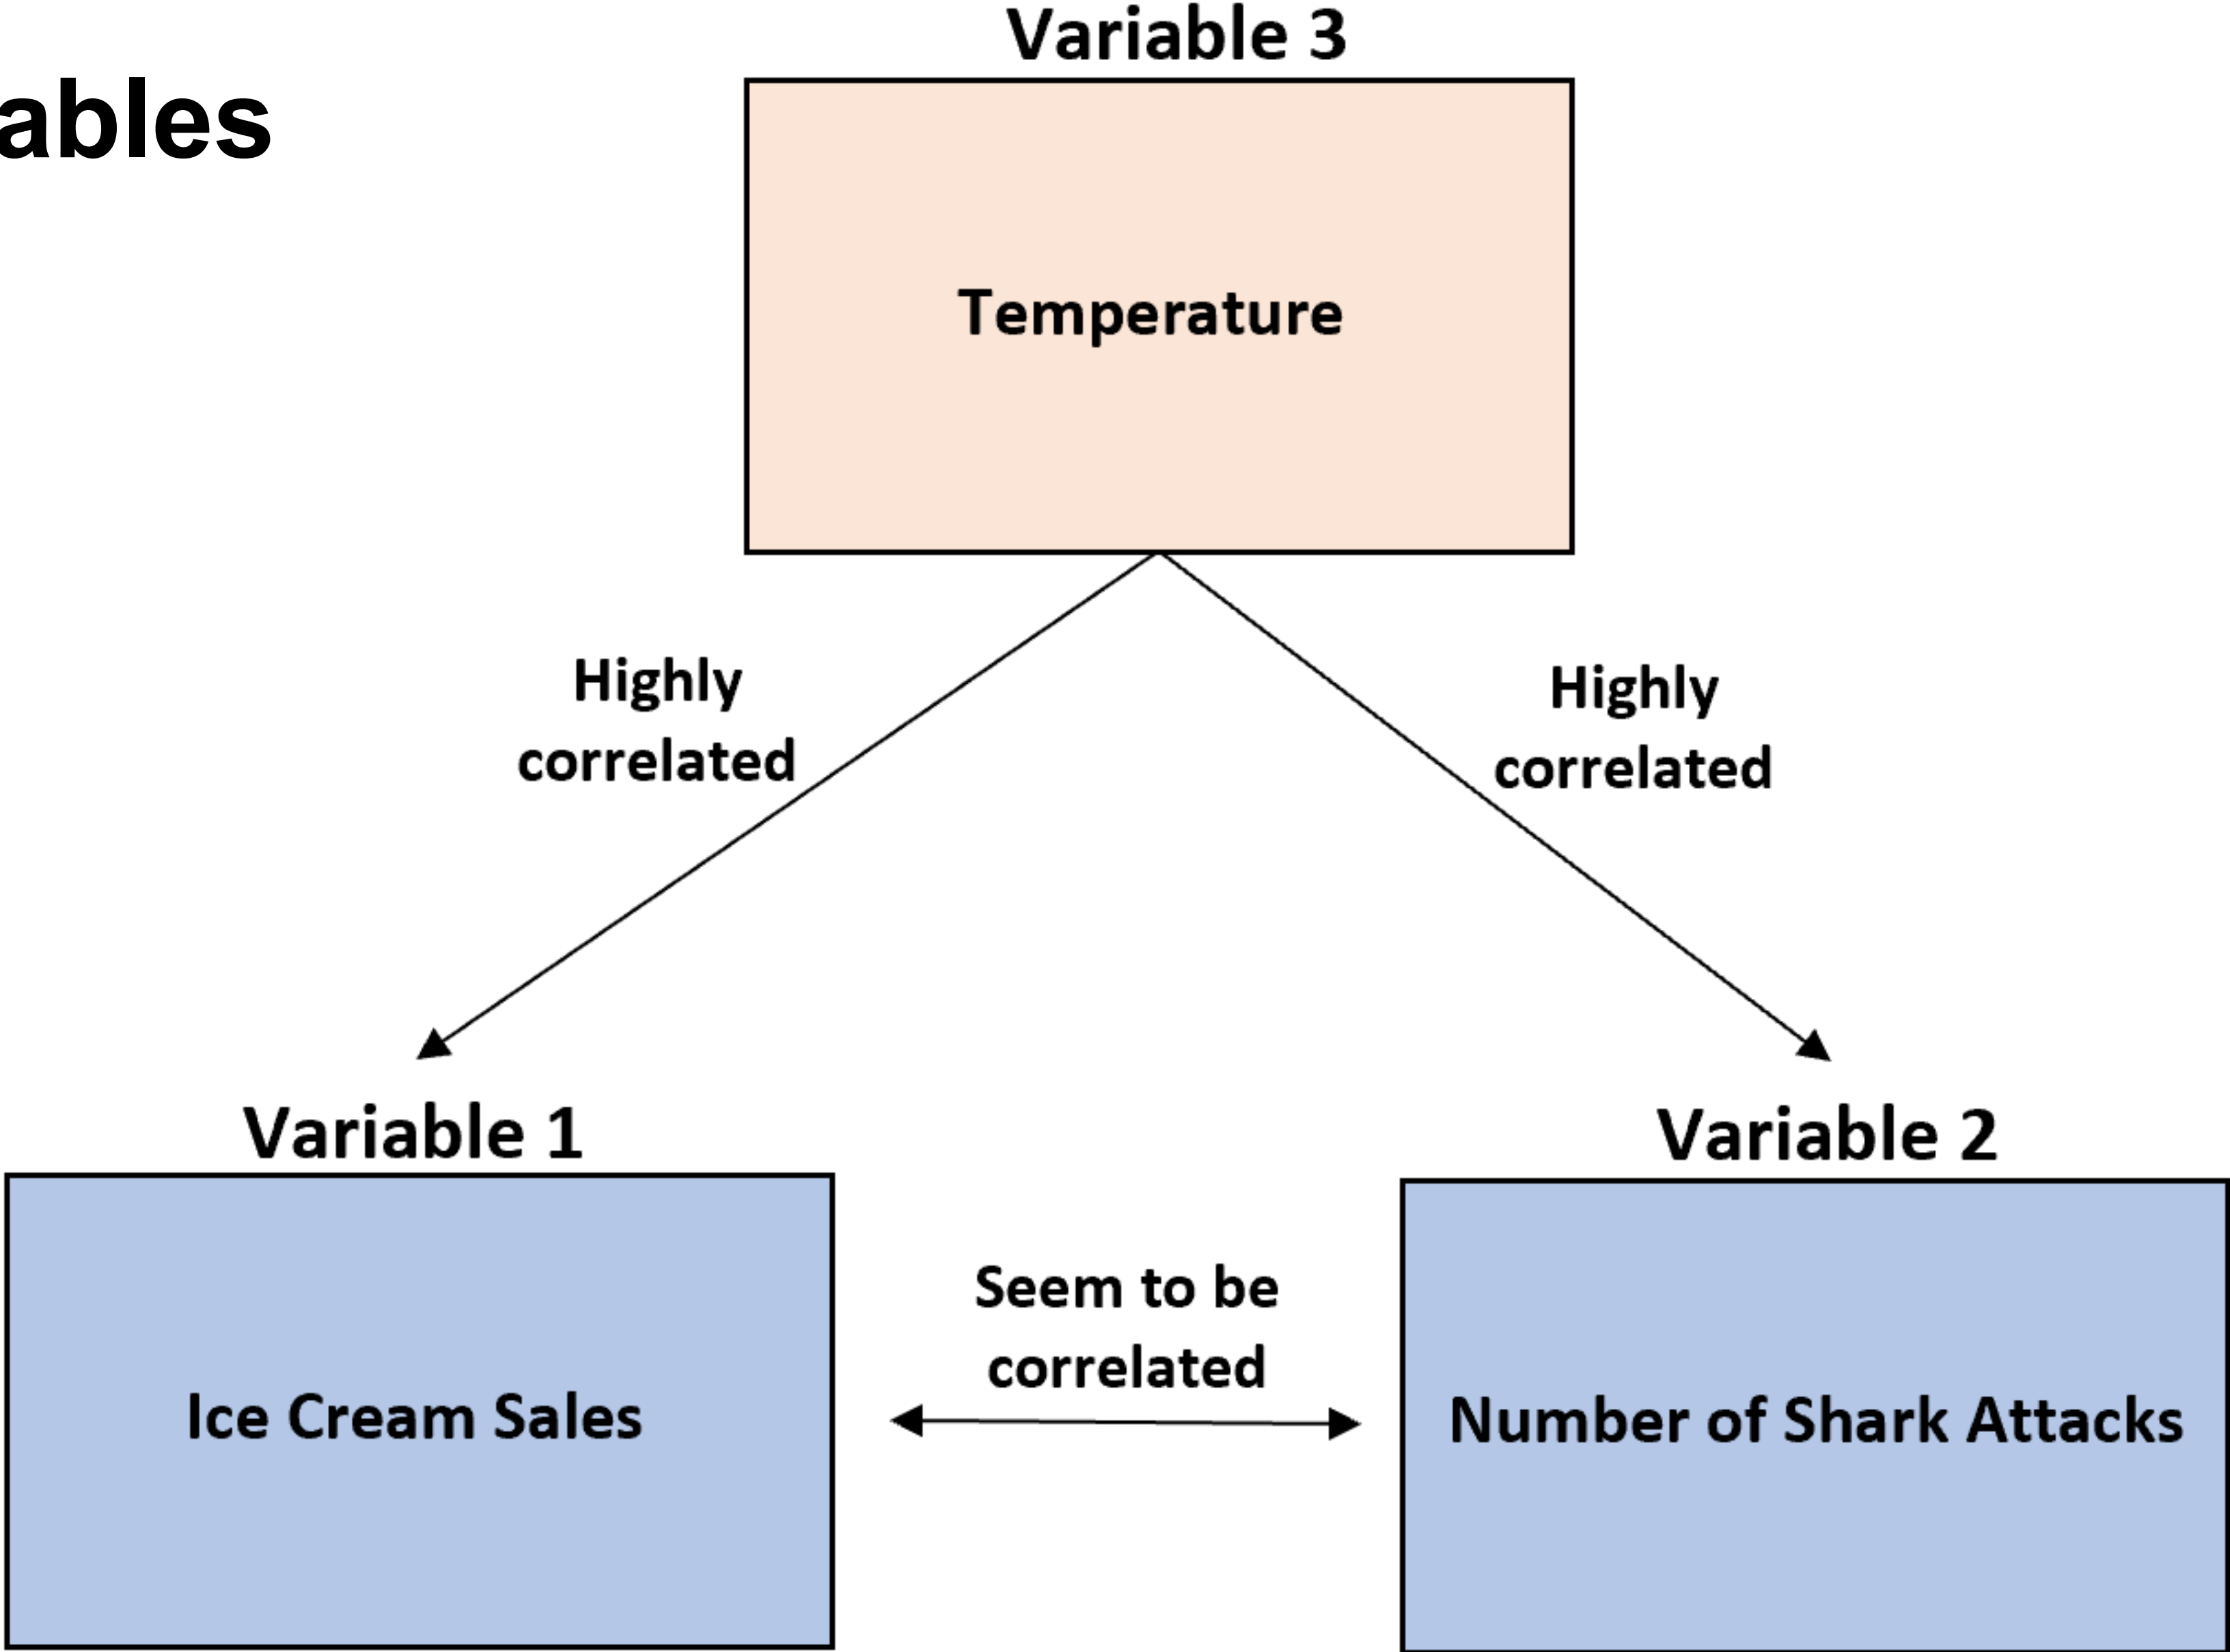 ables
Variable 3
Temperature
Highly
correlated
Highly
correlated
Variable 1
Variable 2
Seem to be
correlated
Ice Cream Sales
Number of Shark Attacks